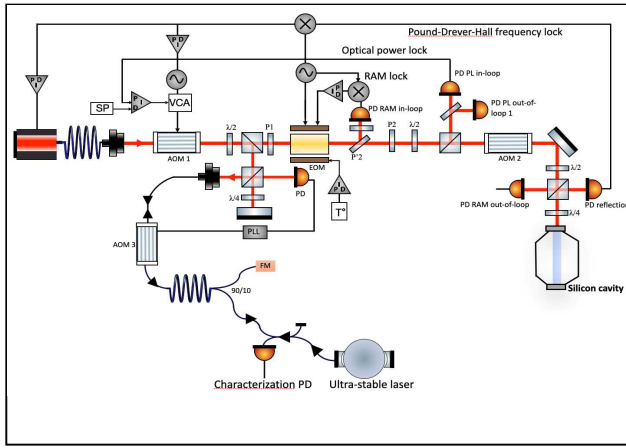 Pound-Drever-Hall frequency lock
Optical power lock
RAM lock
PD PL in-loop
PD PL out-of-
loop 1
PD RAM in-loop
SP
VCA
P I D
P I D
P I D
P I D
P I D
λ/2
P1
P2
λ/2
P'2
AOM 1
EOM
AOM 2
λ/2
λ/4
PD
T°
PD RAM out-of-loop
PD reflection
λ/4
PLL
AOM 3
Silicon cavity
FM
90/10
Characterization PD
Ultra-stable laser